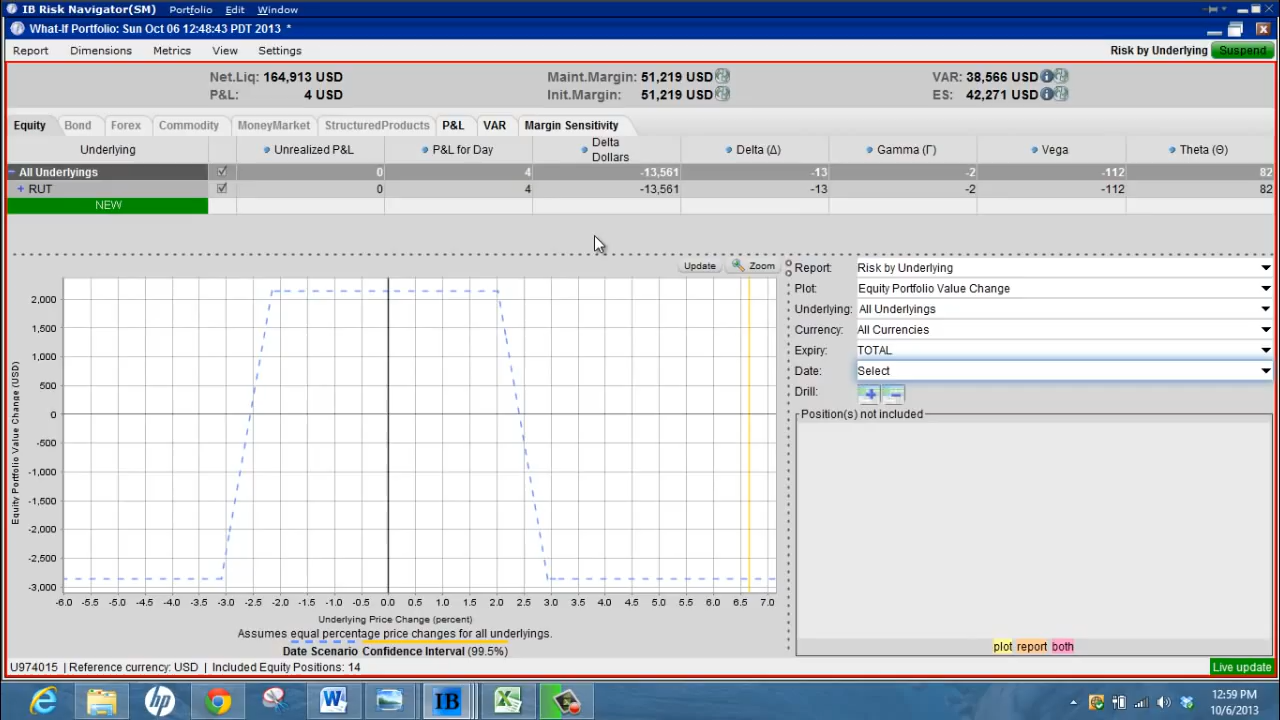 IB Risk Navigator(SM) Portfolio Edit Window
What-If Portfolio: Sun Oct 06 12:48:43 PDT 2013 *
Report Dimensions Metrics View Settings Risk by Underlying Suspend
Net.Liq: 164,913 USD Maint.Margin: 51,219 USD VAR: 38,566 USD
P&L: 4 USD Init.Margin: 51,219 USD ES: 42,271 USD
Equity Bond Forex Commodity MoneyMarket StructuredProducts P&L VAR Margin Sensitivity
Underlying Unrealized P&L P&L for Day Delta Dollars Delta (Δ) Gamma (Γ) Vega Theta (Θ)
− All Underlyings 0 4 -13,561 -13 -2 -112 82
+ RUT 0 4 -13,561 -13 -2 -112 82
NEW
Update Zoom
Equity Portfolio Value Change (USD)
2,000
1,500
1,000
500
0
-500
-1,000
-1,500
-2,000
-2,500
-3,000
-6.0 -5.5 -5.0 -4.5 -4.0 -3.5 -3.0 -2.5 -2.0 -1.5 -1.0 -0.5 0.0 0.5 1.0 1.5 2.0 2.5 3.0 3.5 4.0 4.5 5.0 5.5 6.0 6.5 7.0
Underlying Price Change (percent)
Assumes equal percentage price changes for all underlyings.
Date Scenario Confidence Interval (99.5%)
Report: Risk by Underlying
Plot: Equity Portfolio Value Change
Underlying: All Underlyings
Currency: All Currencies
Expiry: TOTAL
Date: Select
Drill: + −
Position(s) not included
plot report both
U974015 | Reference currency: USD | Included Equity Positions: 14 Live update
hp W IB X
12:59 PM
10/6/2013